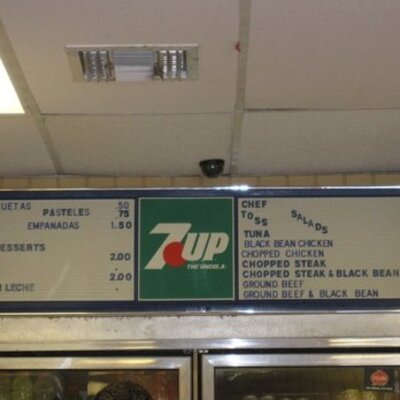 UETAS .50
PASTELES .75
EMPANADAS 1.50
ESSERTS
2.00
.
2.00
LECHE .
7UP
THE UNCOLA
CHEF
TOSS SALADS
TUNA
BLACK BEAN CHICKEN
CHOPPED CHICKEN
CHOPPED STEAK
CHOPPED STEAK & BLACK BEAN
GROUND BEEF
GROUND BEEF & BLACK BEAN